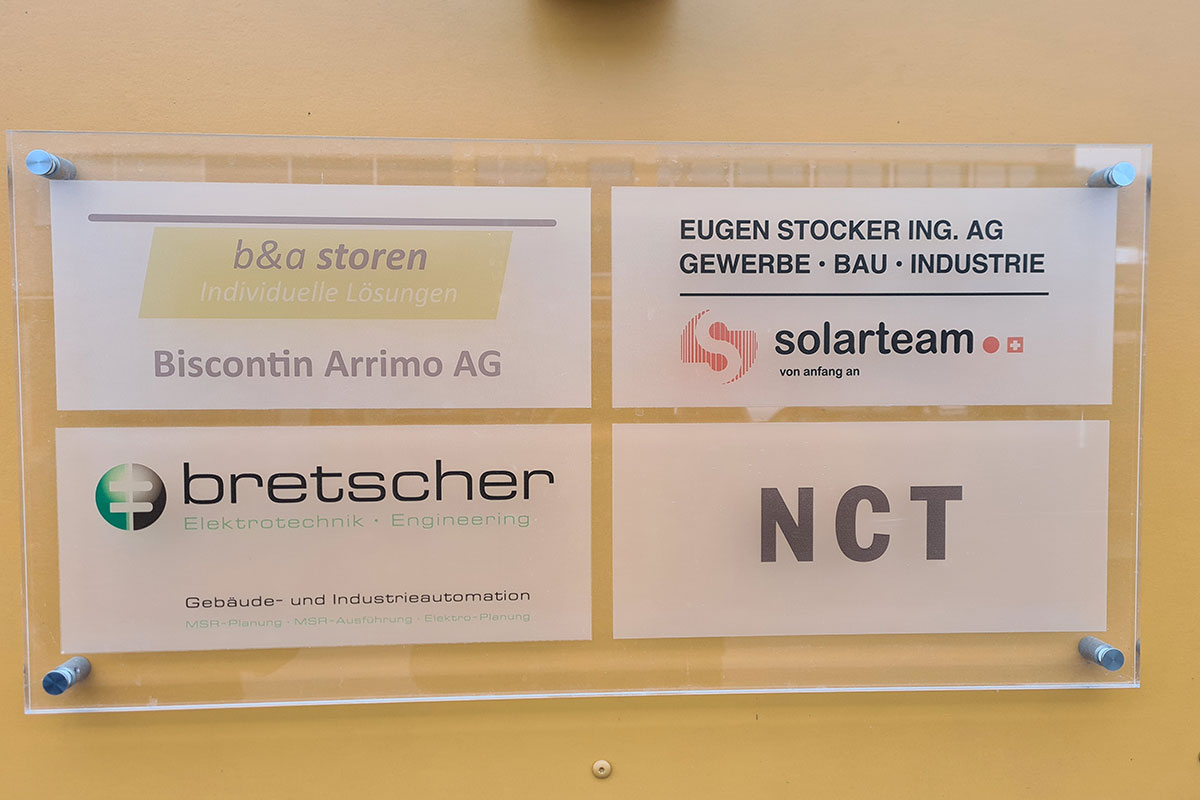 b&a storen
Individuelle Lösungen
Biscontin Arrimo AG
EUGEN STOCKER ING. AG
GEWERBE · BAU · INDUSTRIE
solarteam
von anfang an
bretscher
Elektrotechnik · Engineering
Gebäude- und Industrieautomation
MSR-Planung · MSR-Ausführung · Elektro-Planung
NCT